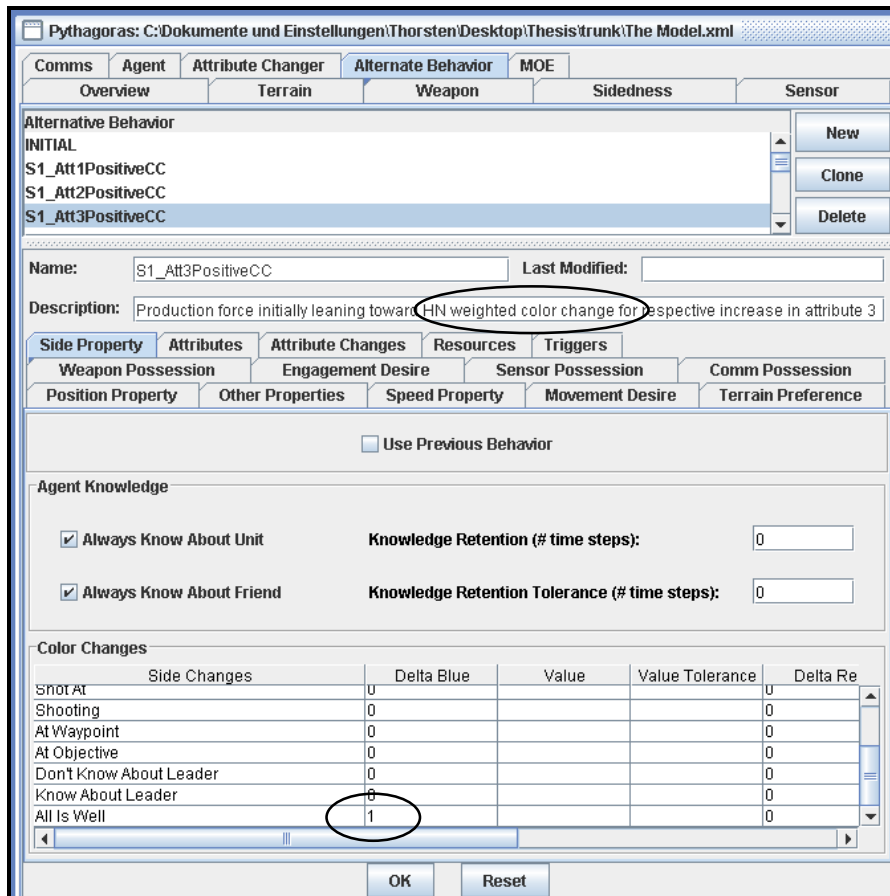 Pythagoras: C:\Dokumente und Einstellungen\Thorsten\Desktop\Thesis\trunk\The Model.xml
Comms Agent Attribute Changer Alternate Behavior MOE
Overview Terrain Weapon Sidedness Sensor
Alternative Behavior
INITIAL
S1_Att1PositiveCC
S1_Att2PositiveCC
S1_Att3PositiveCC
New
Clone
Delete
Name: S1_Att3PositiveCC Last Modified:
Description: Production force initially leaning toward HN weighted color change for respective increase in attribute 3
Side Property Attributes Attribute Changes Resources Triggers
Weapon Possession Engagement Desire Sensor Possession Comm Possession
Position Property Other Properties Speed Property Movement Desire Terrain Preference
Use Previous Behavior
Agent Knowledge
Always Know About Unit Knowledge Retention (# time steps): 0
Always Know About Friend Knowledge Retention Tolerance (# time steps): 0
Color Changes
Side Changes Delta Blue Value Value Tolerance Delta Re
Shot At 0 0
Shooting 0 0
At Waypoint 0 0
At Objective 0 0
Don't Know About Leader 0 0
Know About Leader 0 0
All Is Well 1 0
OK Reset